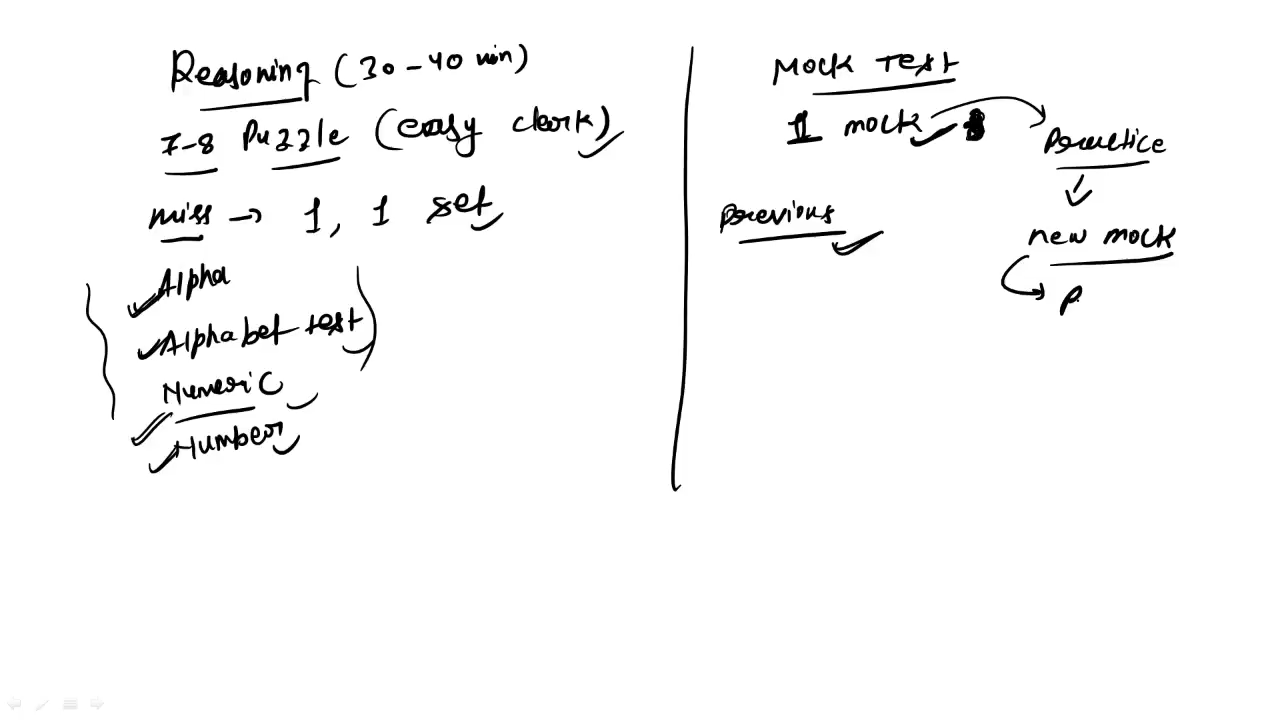 Reasoning (30-40 min)
7-8 Puzzle (easy clerk)
miss → 1, 1 set
Alpha
Alphabet test
Numeric
Number
Mock Test
1 mock
Practice
Previous
new mock
P